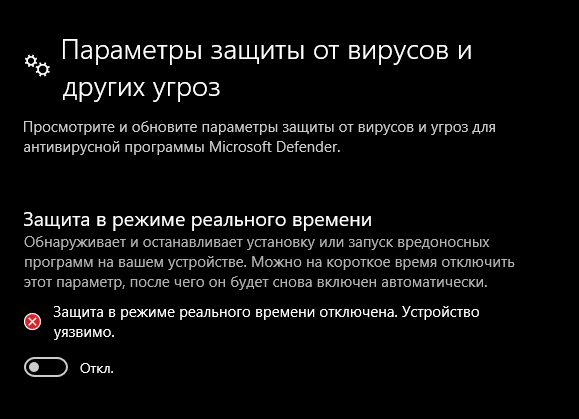 Параметры защиты от вирусов и
других угроз
Просмотрите и обновите параметры защиты от вирусов и угроз для
антивирусной программы Microsoft Defender.
Защита в режиме реального времени
Обнаруживает и останавливает установку или запуск вредоносных
программ на вашем устройстве. Можно на короткое время отключить
этот параметр, после чего он будет снова включен автоматически.
Защита в режиме реального времени отключена. Устройство
уязвимо.
Откл.